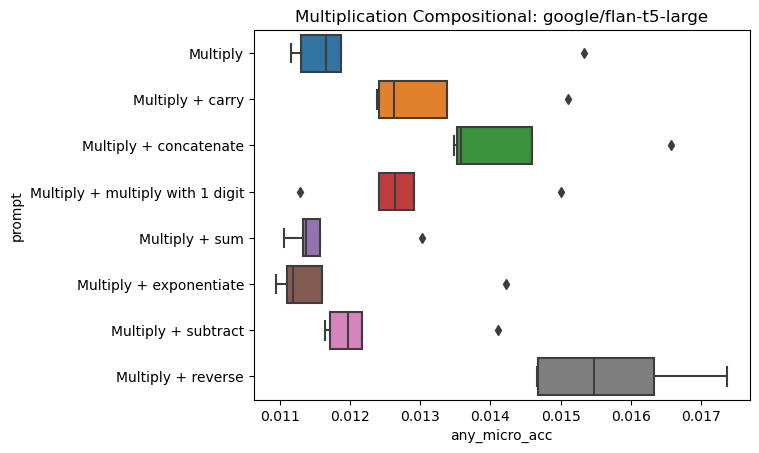 Multiplication Compositional: google/flan-t5-large
Multiply
Multiply + carry
Multiply + concatenate
Multiply + multiply with 1 digit
Multiply + sum
Multiply + exponentiate
Multiply + subtract
Multiply + reverse
prompt
0.011 0.012 0.013 0.014 0.015 0.016 0.017
any_micro_acc